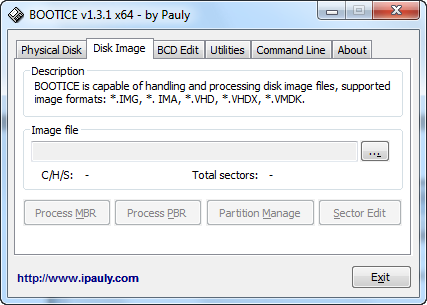 BOOTICE v1.3.1 x64 - by Pauly
Physical Disk Disk Image BCD Edit Utilities Command Line About
Description
BOOTICE is capable of handling and processing disk image files, supported
image formats: *.IMG, *. IMA, *.VHD, *.VHDX, *.VMDK.
Image file
...
C/H/S: - Total sectors: -
Process MBR Process PBR Partition Manage Sector Edit
http://www.ipauly.com Exit